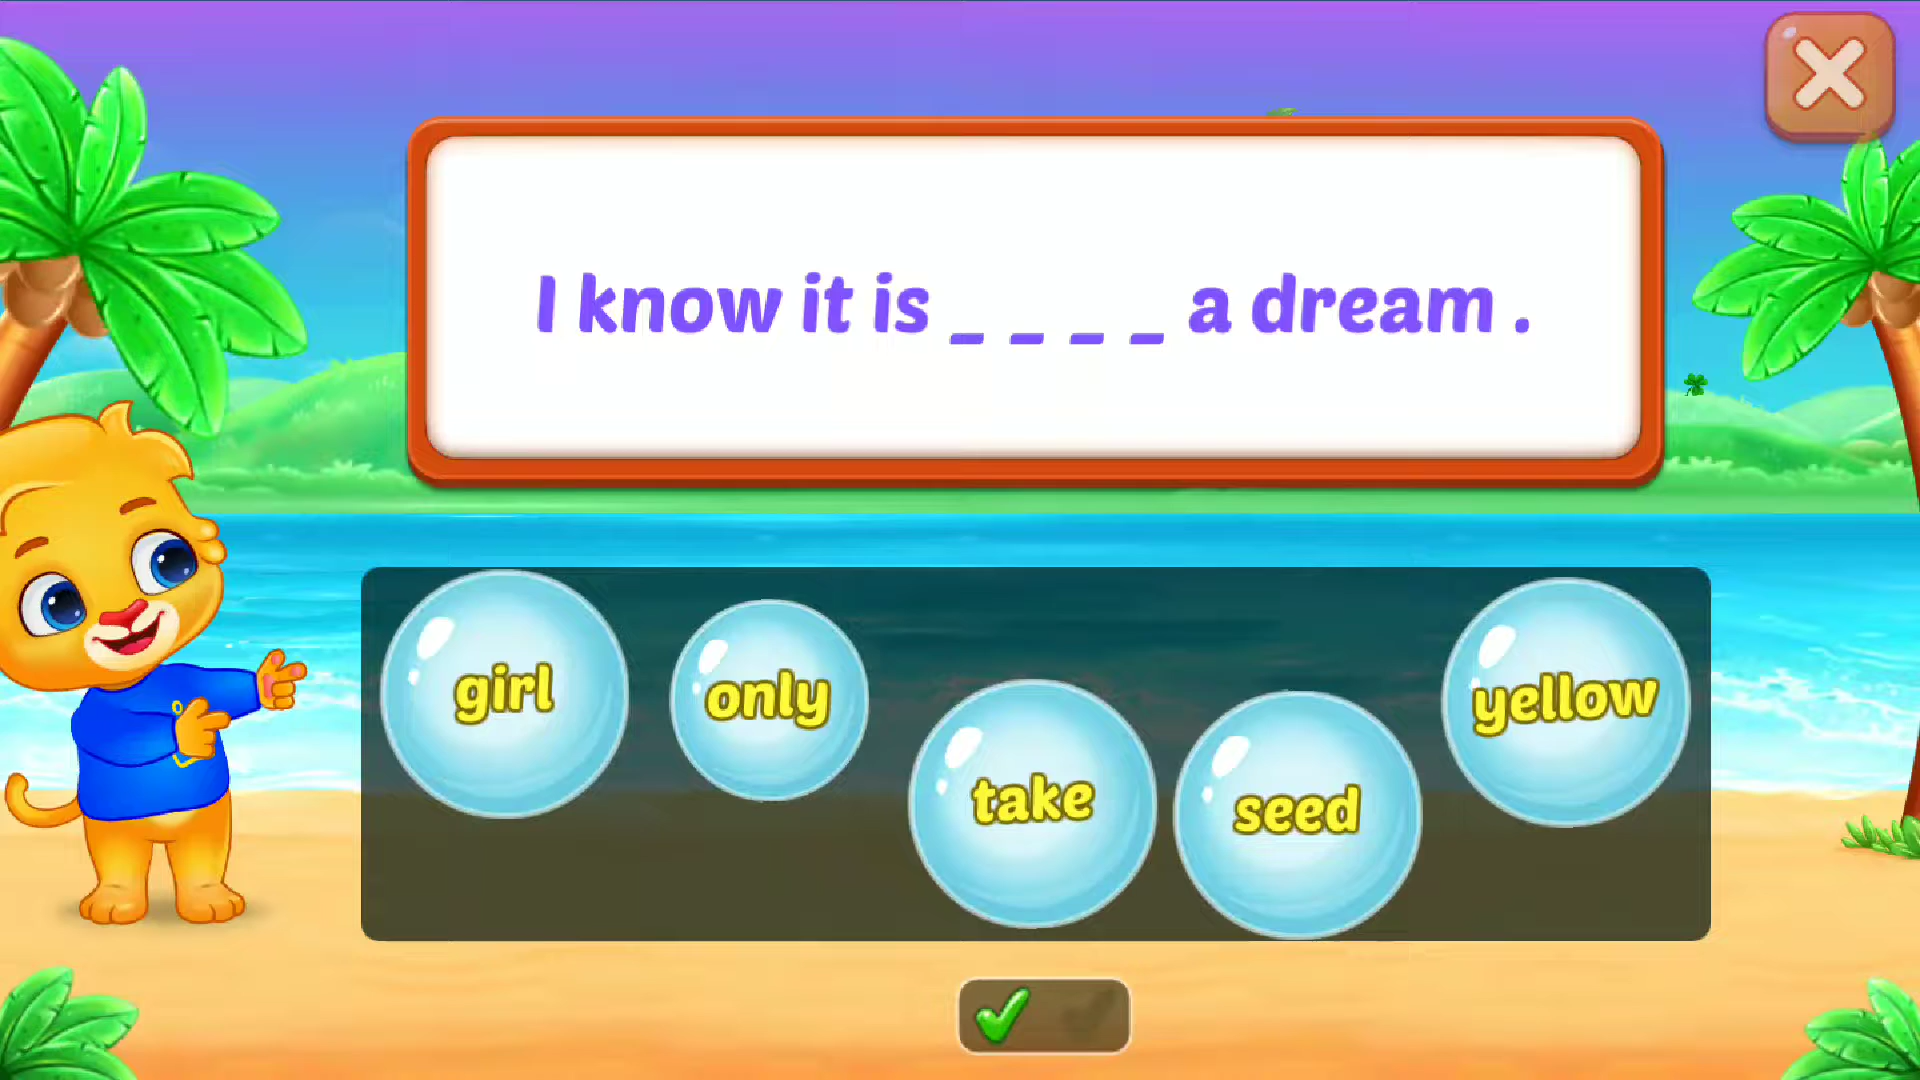 I know it is _ _ _ _ a dream .
girl
only
take
seed
yellow